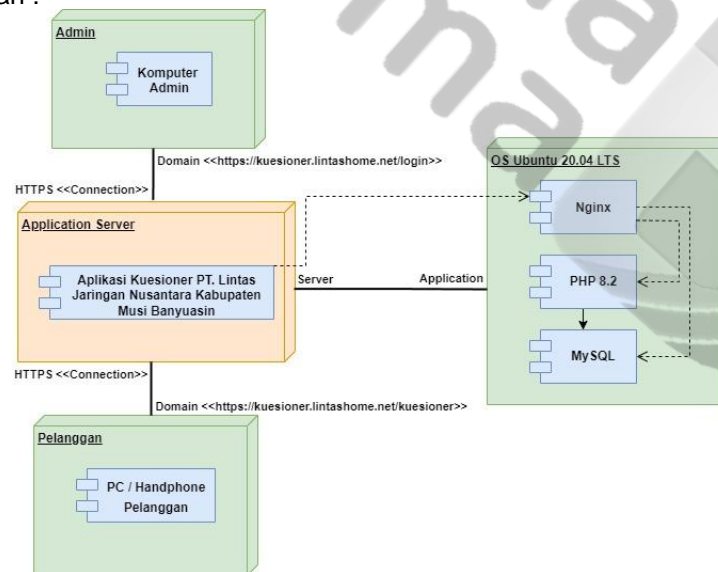 Admin
Komputer
Admin
Domain <<https://kuesioner.lintashome.net/login>>
HTTPS <<Connection>>
OS Ubuntu 20.04 LTS
Nginx
Application Server
Aplikasi Kuesioner PT. Lintas
Jaringan Nusantara Kabupaten
Musi Banyuasin
Server
Application
PHP 8.2
MySQL
HTTPS <<Connection>>
Domain <<https://kuesioner.lintashome.net/kuesioner>>
Pelanggan
PC / Handphone
Pelanggan